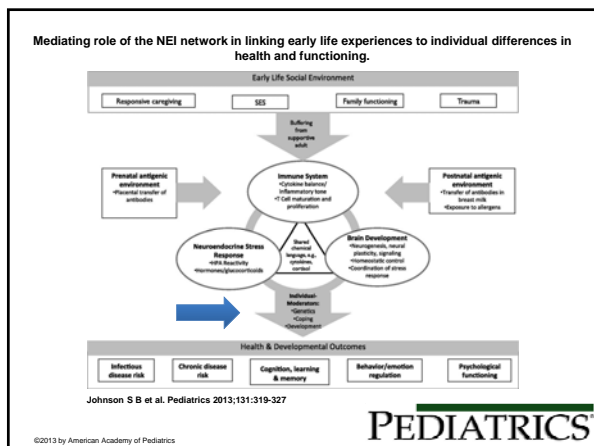 Mediating role of the NEI network in linking early life experiences to individual differences in
health and functioning.
Early Life Social Environment
Responsive caregiving
SES
Family functioning
Trauma
Buffering
from
supportive
adult
Prenatal antigenic
environment
•Placental transfer of
antibodies
Immune System
•Cytokine balance/
Inflammatory tone
•T Cell maturation and
proliferation
Postnatal antigenic
environment
•Transfer of antibodies in
breast milk
•Exposure to allergens
Neuroendocrine Stress
Response
•HPA Reactivity
•Hormones/glucocorticoids
Shared
chemical
language, e.g.,
cytokines,
cortisol
Brain Development
•Neurogenesis, neural
plasticity, signaling
•Homeostatic control
•Coordination of stress
response
Individual-
Moderators:
•Genetics
•Coping
•Development
Health & Developmental Outcomes
Infectious
disease risk
Chronic disease
risk
Cognition, learning
& memory
Behavior/emotion
regulation
Psychological
functioning
Johnson S B et al. Pediatrics 2013;131:319-327
©2013 by American Academy of Pediatrics
PEDIATRICS